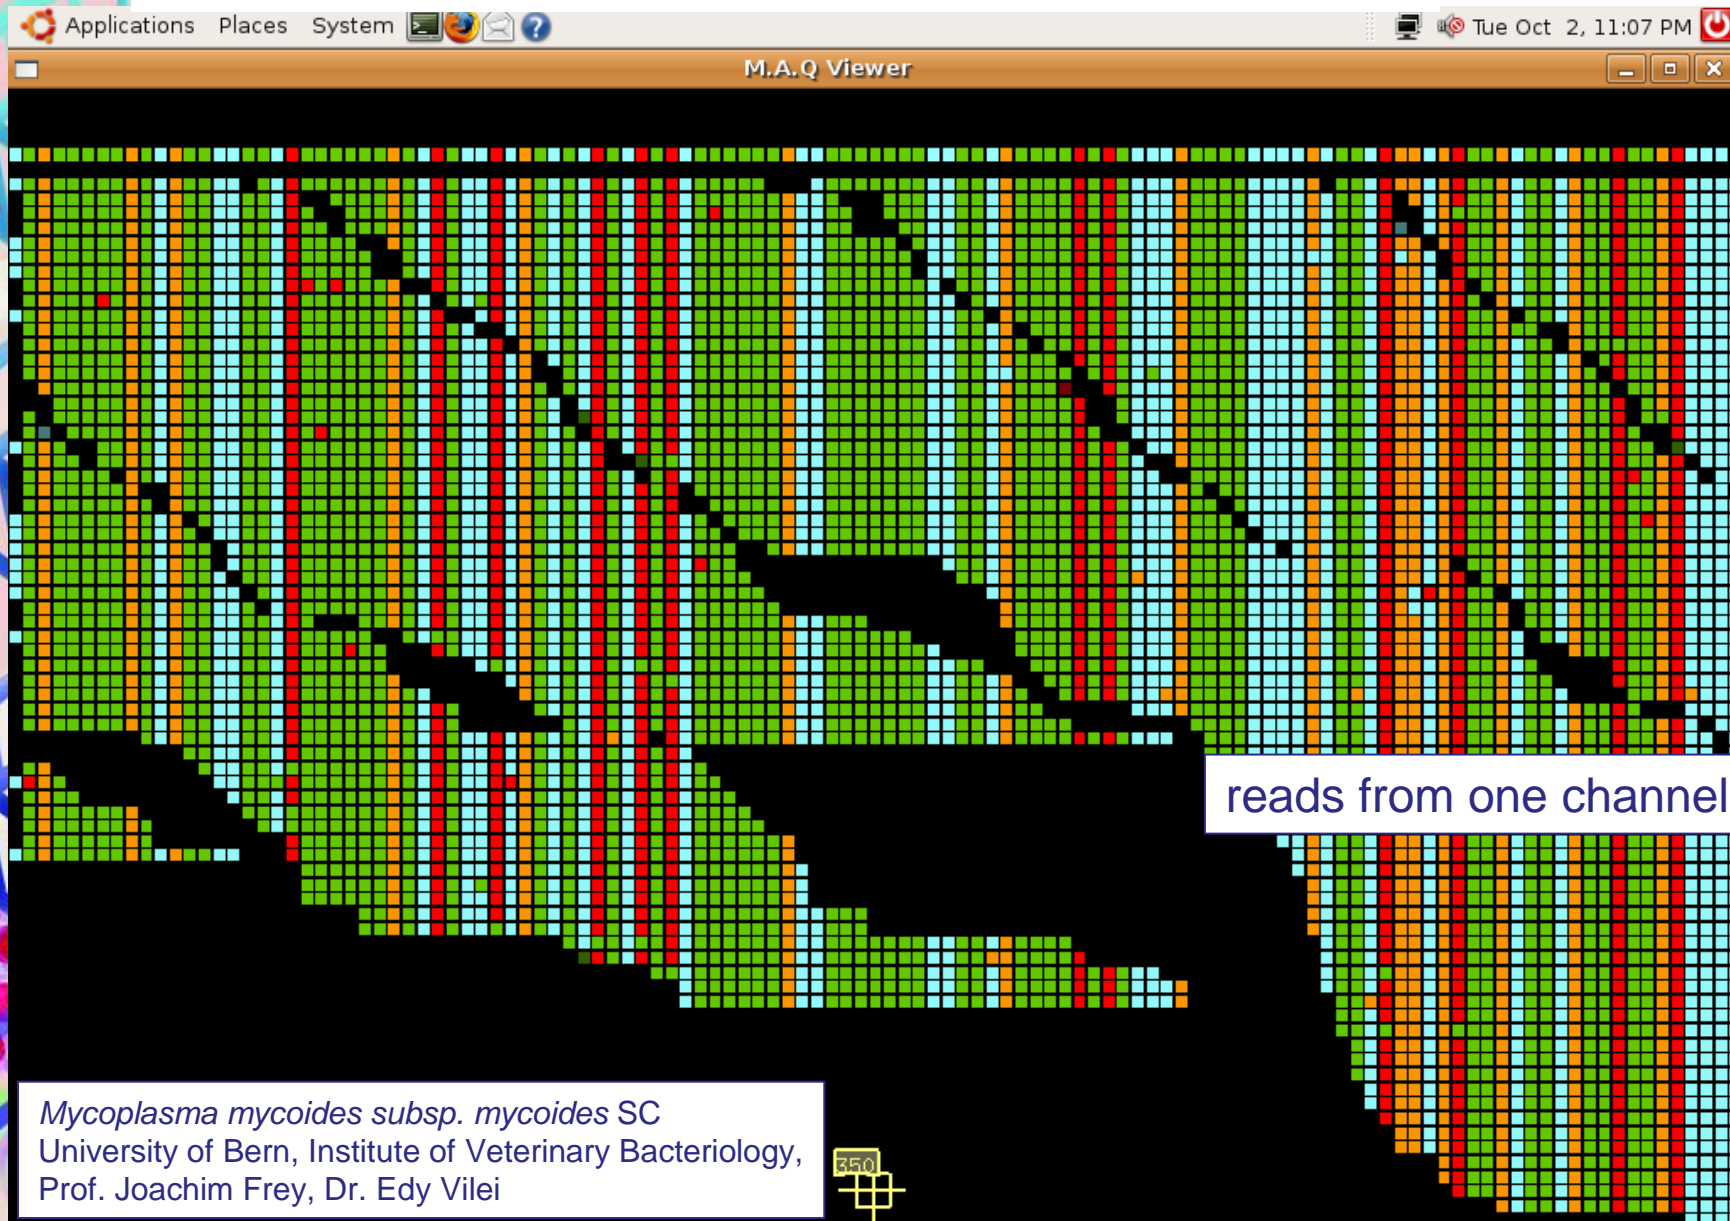 Applications Places System ? Tue Oct 2, 11:07 PM
M.A.Q Viewer
reads from one channel
Mycoplasma mycoides subsp. mycoides SC
University of Bern, Institute of Veterinary Bacteriology,
Prof. Joachim Frey, Dr. Edy Vilei
350